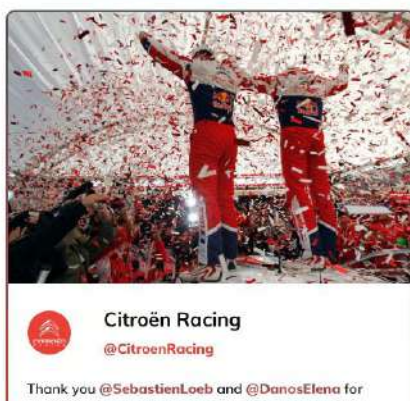 Citroën Racing
@CitroenRacing
Thank you @SebastienLoeb and @DanosElena for